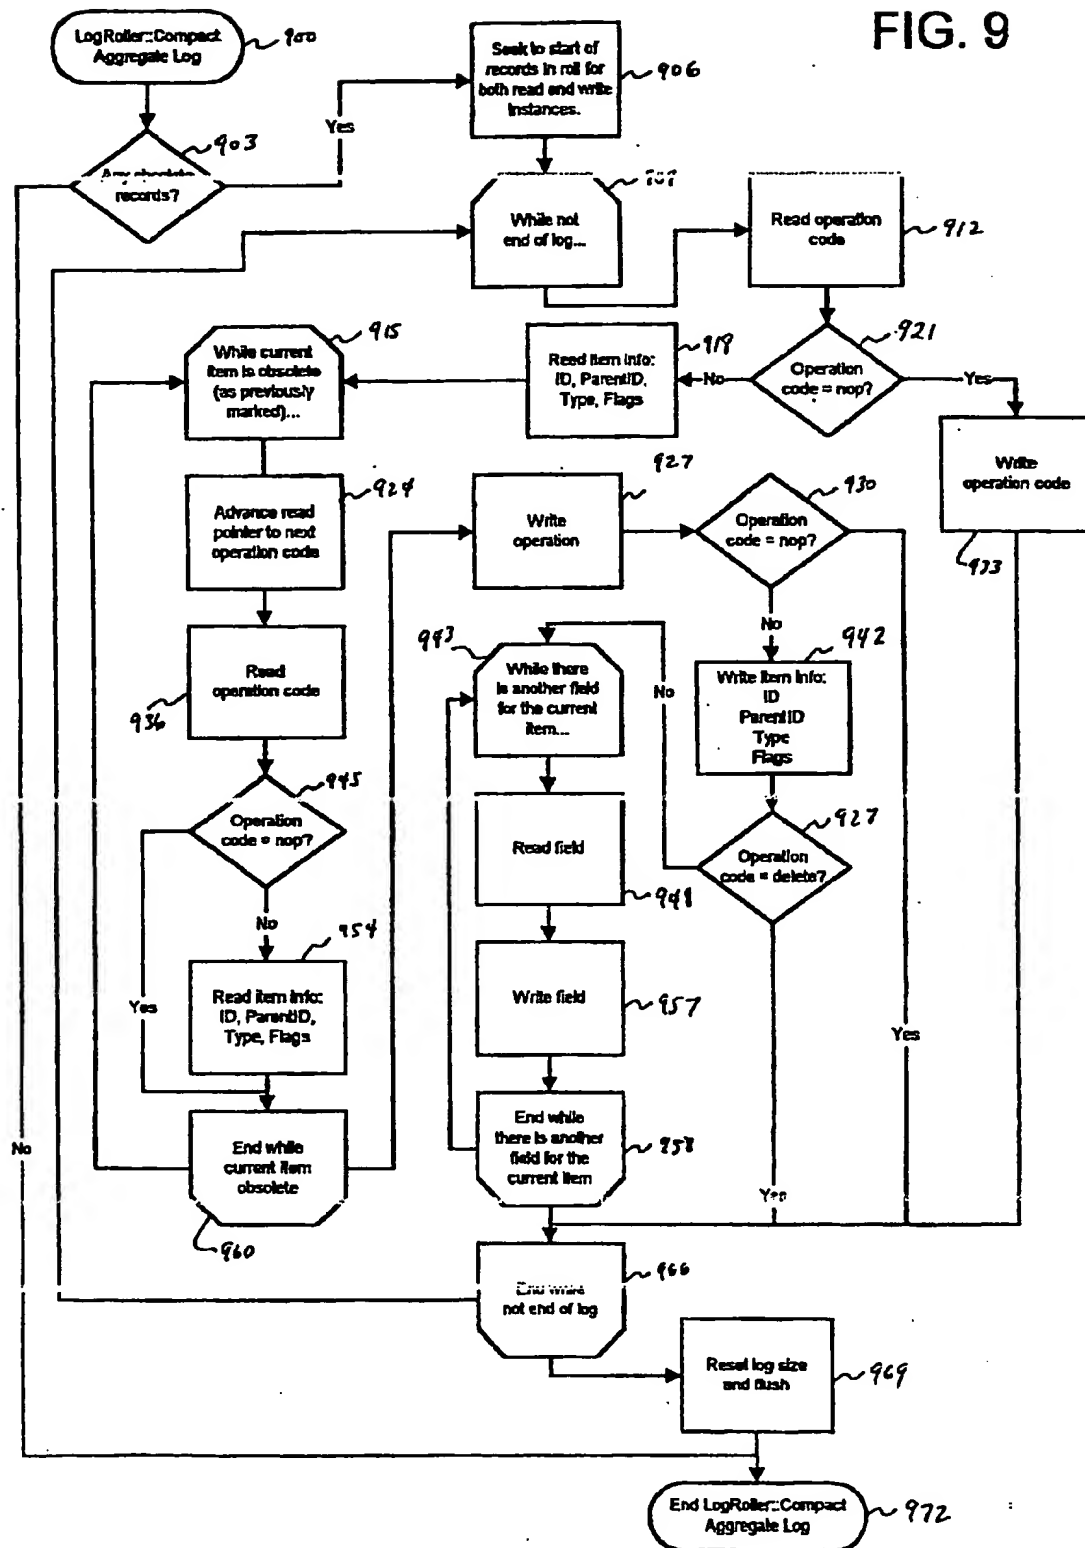 FIG. 9
LogRoller::Compact
Aggregate Log
900
Seek to start of
records in roll for
both read and write
instances.
906
Yes
903
Any obsolete
records?
While not
end of log...
Read operation
code
912
While current
item is obsolete
(as previously
marked)...
915
Read item info:
ID, ParentID,
Type, Flags
No
Operation
code = nop?
921
Yes
Write
operation code
933
Advance read
pointer to next
operation code
924
Write
operation
927
Operation
code = nop?
930
No
Read
operation code
936
943
While there
is another field
for the current
item...
No
Write item info:
ID
ParentID
Type
Flags
942
Operation
code = nop?
945
Read field
948
Operation
code = delete?
927
No
954
Yes
Read item info:
ID, ParentID,
Type, Flags
Write field
957
Yes
No
End while
current item
obsolete
960
End while
there is another
field for the
current item
958
Yes
End while
not end of log
966
Reset log size
and flush
969
End LogRoller::Compact
Aggregate Log
972